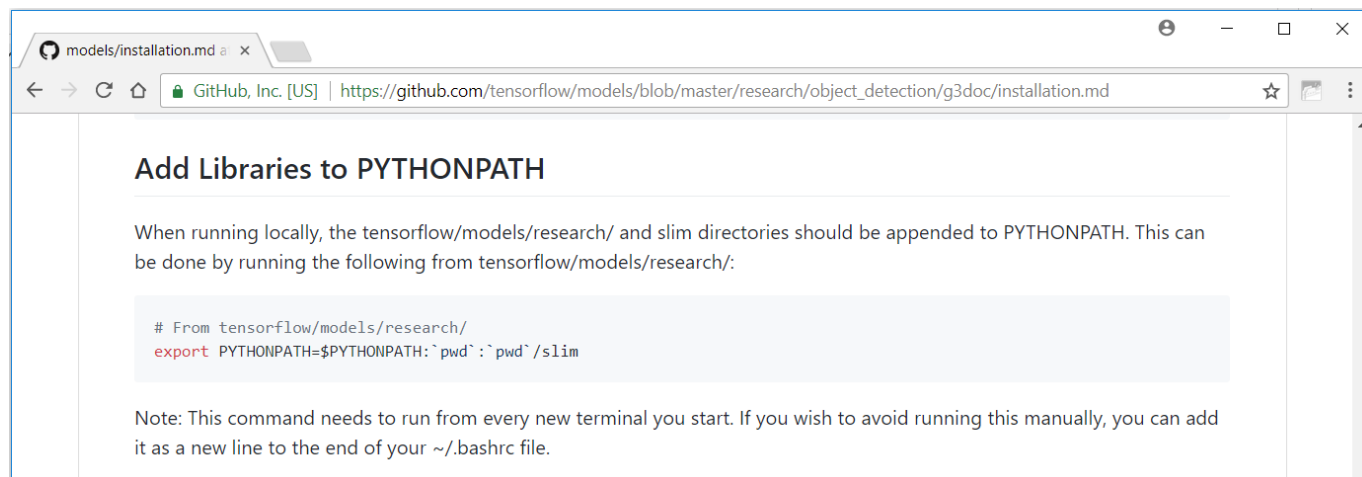 models/installation.md a
GitHub, Inc. [US] | https://github.com/tensorflow/models/blob/master/research/object_detection/g3doc/installation.md
Add Libraries to PYTHONPATH
When running locally, the tensorflow/models/research/ and slim directories should be appended to PYTHONPATH. This can
be done by running the following from tensorflow/models/research/:
# From tensorflow/models/research/
export PYTHONPATH=$PYTHONPATH:`pwd`:`pwd`/slim
Note: This command needs to run from every new terminal you start. If you wish to avoid running this manually, you can add
it as a new line to the end of your ~/.bashrc file.